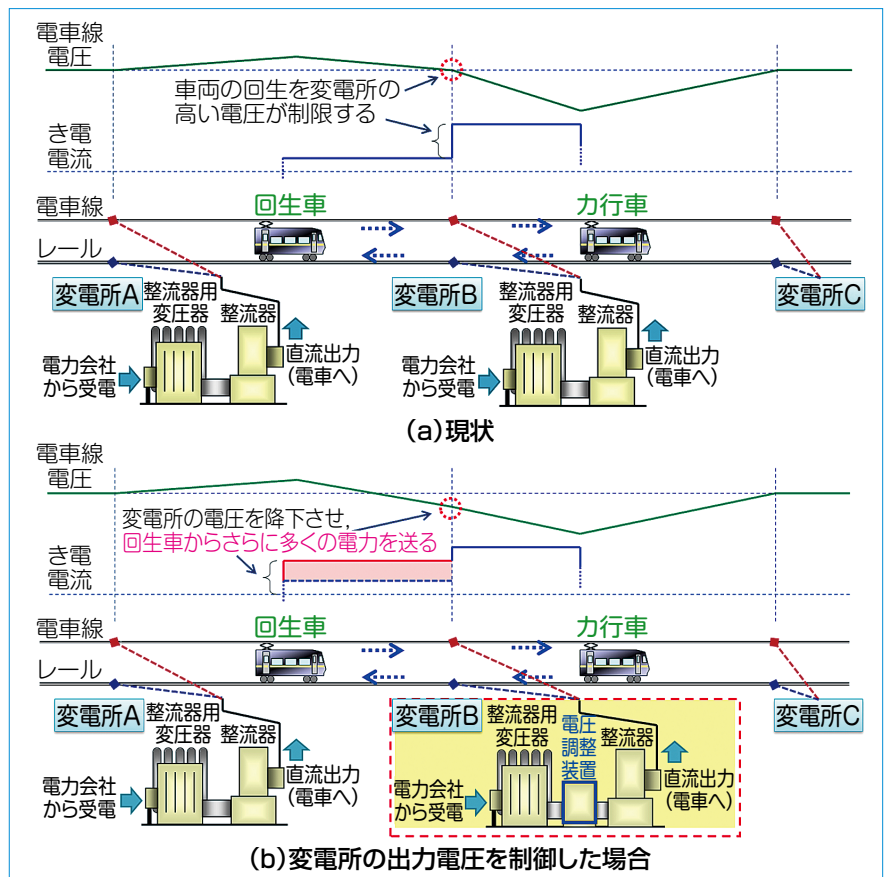 電車線
電圧
車両の回生を変電所の
高い電圧が制限する
き電
電流
電車線
回生車
力行車
レール
変電所A
整流器用
変圧器
整流器
変電所B
整流器用
変圧器
整流器
変電所C
電力会社
から受電
直流出力
(電車へ)
電力会社
から受電
直流出力
(電車へ)
(a)現状
電車線
電圧
変電所の電圧を降下させ,
回生車からさらに多くの電力を送る
き電
電流
電車線
回生車
力行車
レール
変電所A
整流器用
変圧器
整流器
変電所B
整流器用
変圧器
電圧
調整
装置
整流器
変電所C
電力会社
から受電
直流出力
(電車へ)
電力会社
から受電
直流出力
(電車へ)
(b)変電所の出力電圧を制御した場合